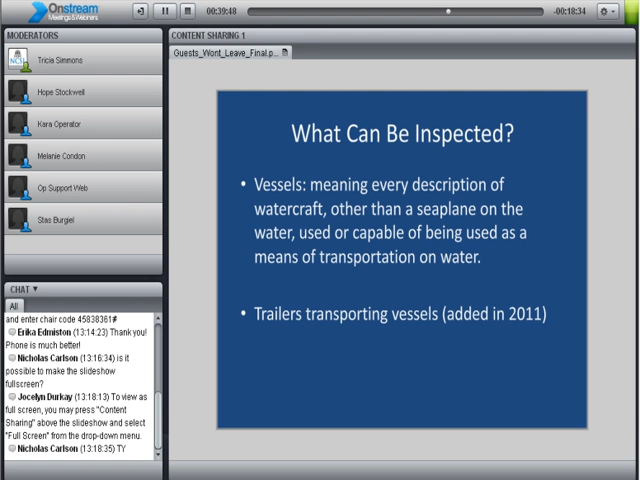 Onstream
Meetings & Webinars
00:39:48
-00:18:34
MODERATORS
NCSL
Tricia Simmons
Hope Stockwell
Kara Operator
Melanie Condon
Op Support Web
Stas Burgiel
CHAT
All
and enter chair code 45838361#
Erika Edmiston (13:14:23) Thank you!
Phone is much better!
Nicholas Carlson (13:16:34) is it
possible to make the slideshow
fullscreen?
Jocelyn Durkay (13:18:13) To view as
full screen, you may press "Content
Sharing" above the slideshow and select
"Full Screen" from the drop-down menu.
Nicholas Carlson (13:18:35) TY
CONTENT SHARING 1
Guests_Wont_Leave_Final.p...
What Can Be Inspected?
• Vessels: meaning every description of
watercraft, other than a seaplane on the
water, used or capable of being used as a
means of transportation on water.
• Trailers transporting vessels (added in 2011)